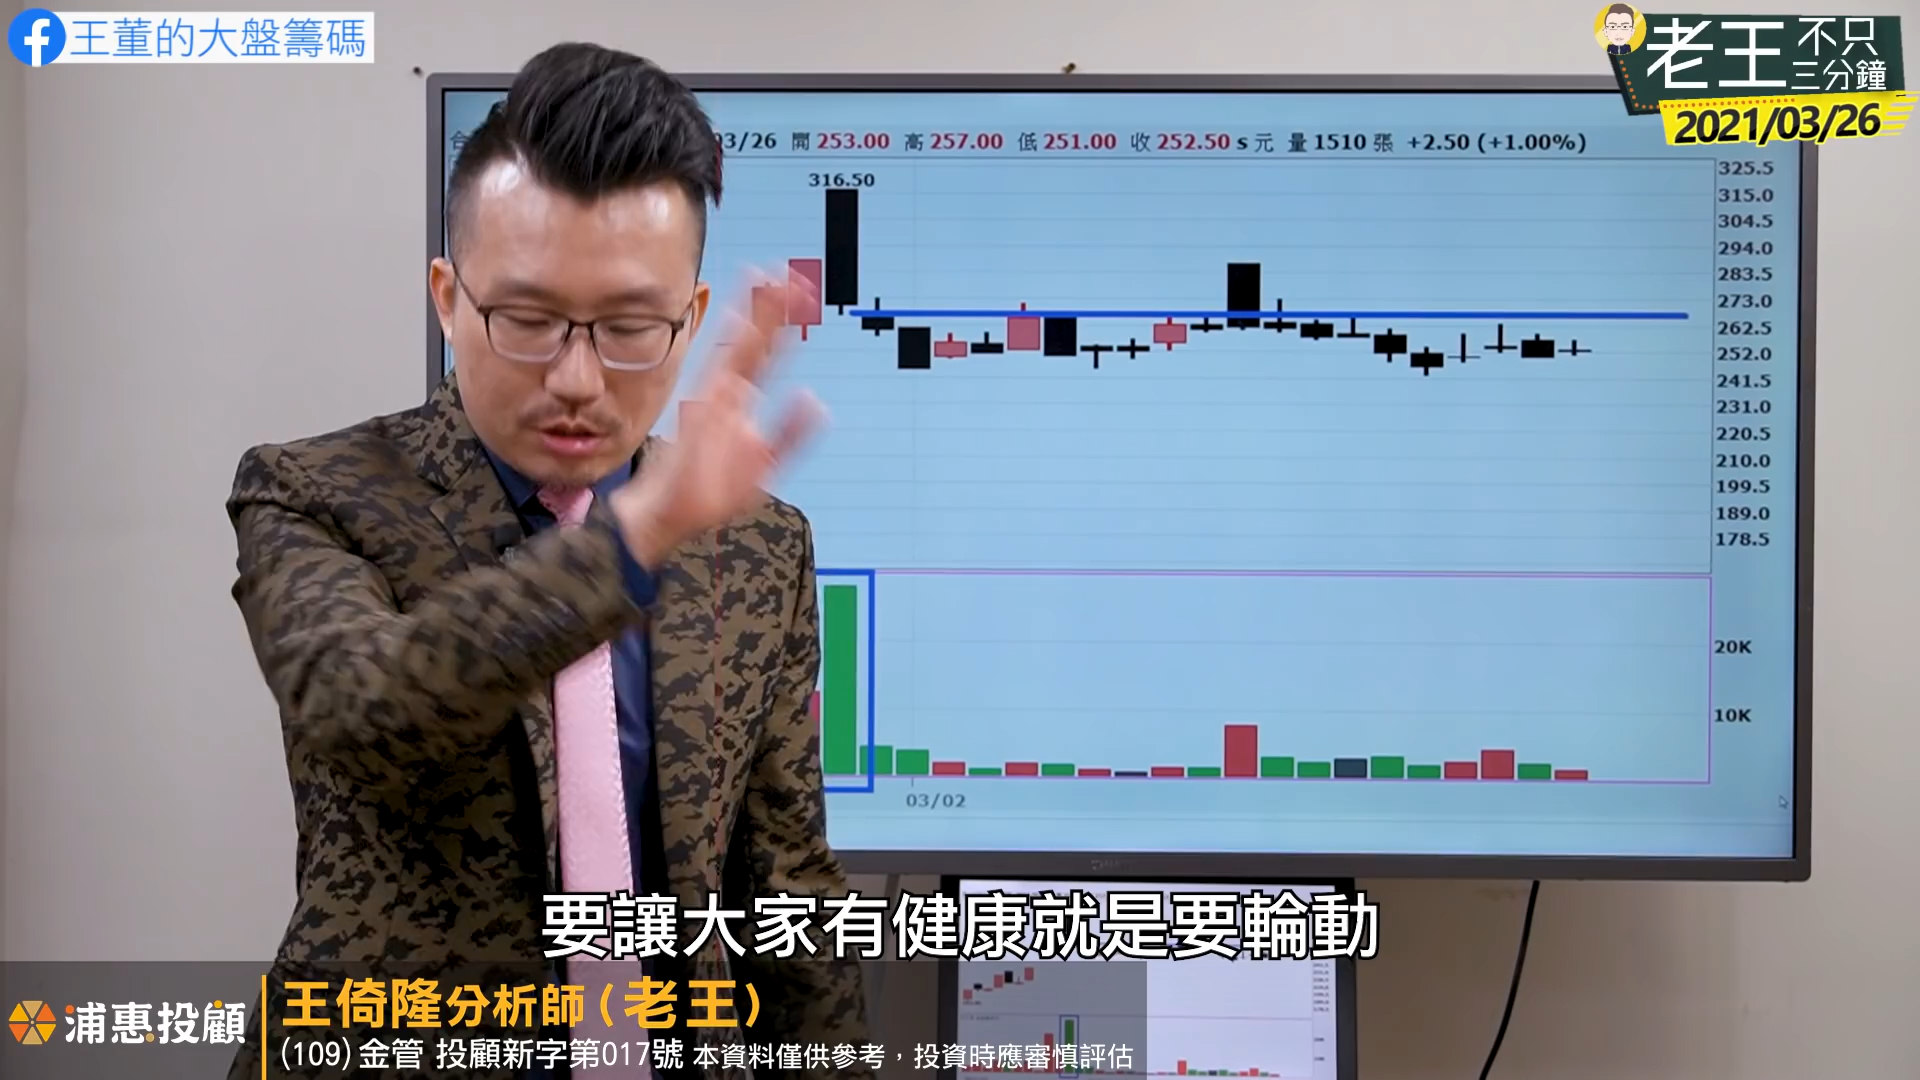 王董的大盤籌碼
老王不只三分鐘
2021/03/26
03/26 開 253.00 高 257.00 低 251.00 收 252.50 s 元 量 1510 張 +2.50 (+1.00%)
316.50
325.5
315.0
304.5
294.0
283.5
273.0
262.5
252.0
241.5
231.0
220.5
210.0
199.5
189.0
178.5
20K
10K
03/02
要讓大家有健康就是要輪動
浦惠投顧
王倚隆分析師(老王)
(109) 金管 投顧新字第017號 本資料僅供參考，投資時應審慎評估